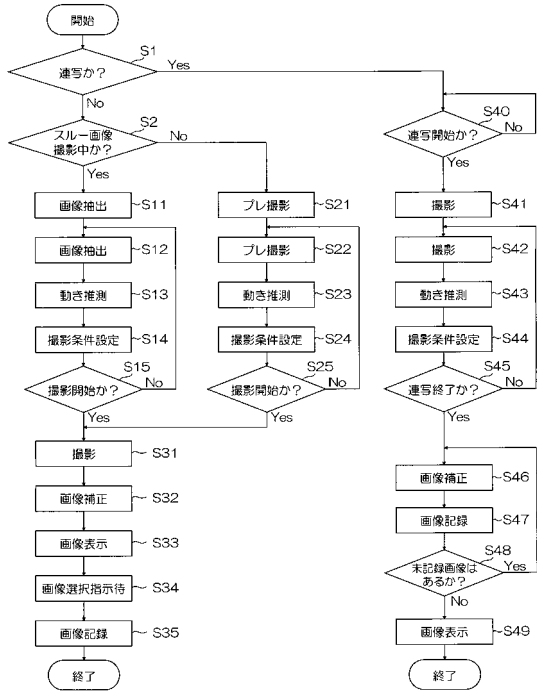 開始
連写か？ S1
Yes
No
スルー画像
撮影中か？ S2
No
Yes
画像抽出 S11
画像抽出 S12
動き推測 S13
撮影条件設定 S14
撮影開始か？ S15
No
Yes
プレ撮影 S21
プレ撮影 S22
動き推測 S23
撮影条件設定 S24
撮影開始か？ S25
No
Yes
撮影 S31
画像補正 S32
画像表示 S33
画像選択指示待 S34
画像記録 S35
終了
連写開始か？ S40
No
Yes
撮影 S41
撮影 S42
動き推測 S43
撮影条件設定 S44
連写終了か？ S45
No
Yes
画像補正 S46
画像記録 S47
未記録画像は
あるか？ S48
Yes
No
画像表示 S49
終了